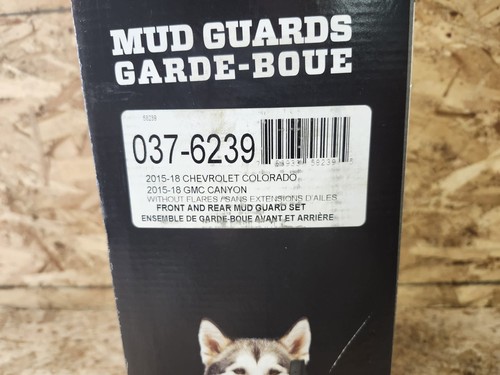 MUD GUARDS
GARDE-BOUE
55239
037-6239
2015-18 CHEVROLET COLORADO
2015-18 GMC CANYON
WITHOUT FLARES / SANS EXTENSIONS D'AILES
FRONT AND REAR MUD GUARD SET
ENSEMBLE DE GARDE-BOUE AVANT ET ARRIÈRE